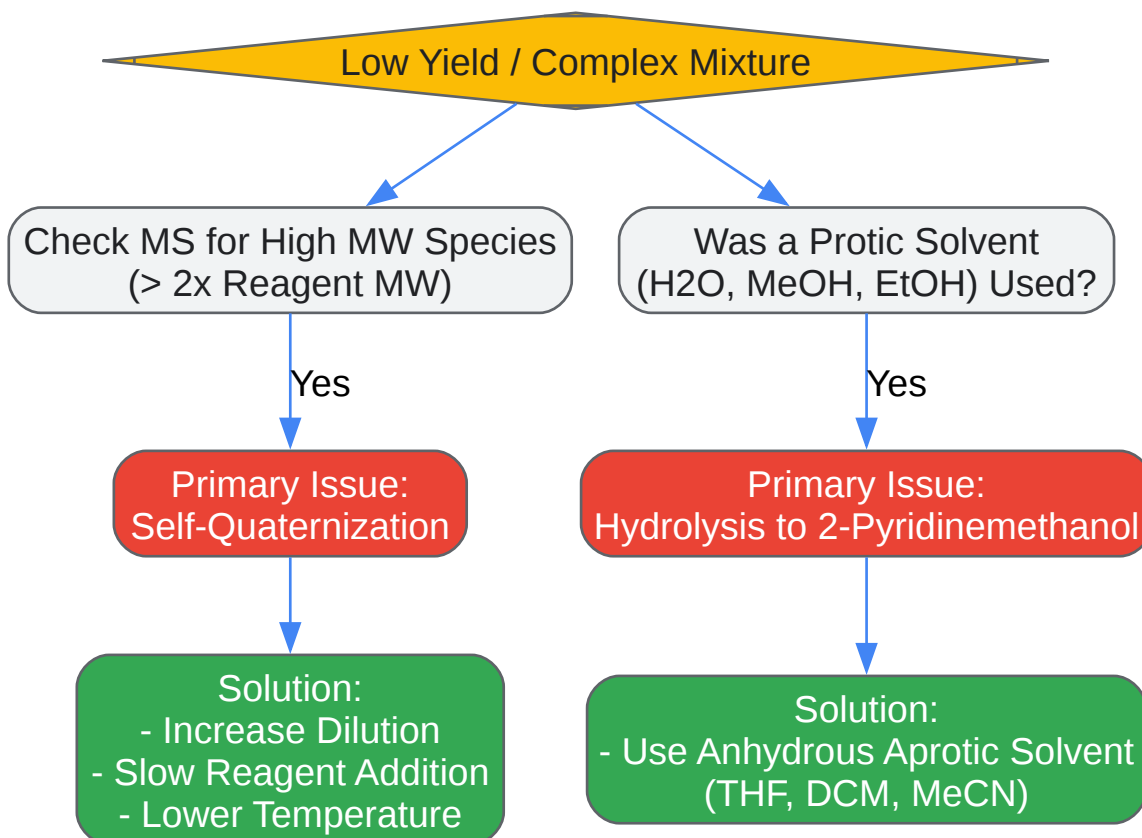 Low Yield / Complex Mixture
Check MS for High MW Species
(> 2x Reagent MW)
Was a Protic Solvent
(H2O, MeOH, EtOH) Used?
Yes
Yes
Primary Issue:
Self-Quaternization
Primary Issue:
Hydrolysis to 2-Pyridinemethanol
Solution:
- Increase Dilution
- Slow Reagent Addition
- Lower Temperature
Solution:
- Use Anhydrous Aprotic Solvent
(THF, DCM, MeCN)